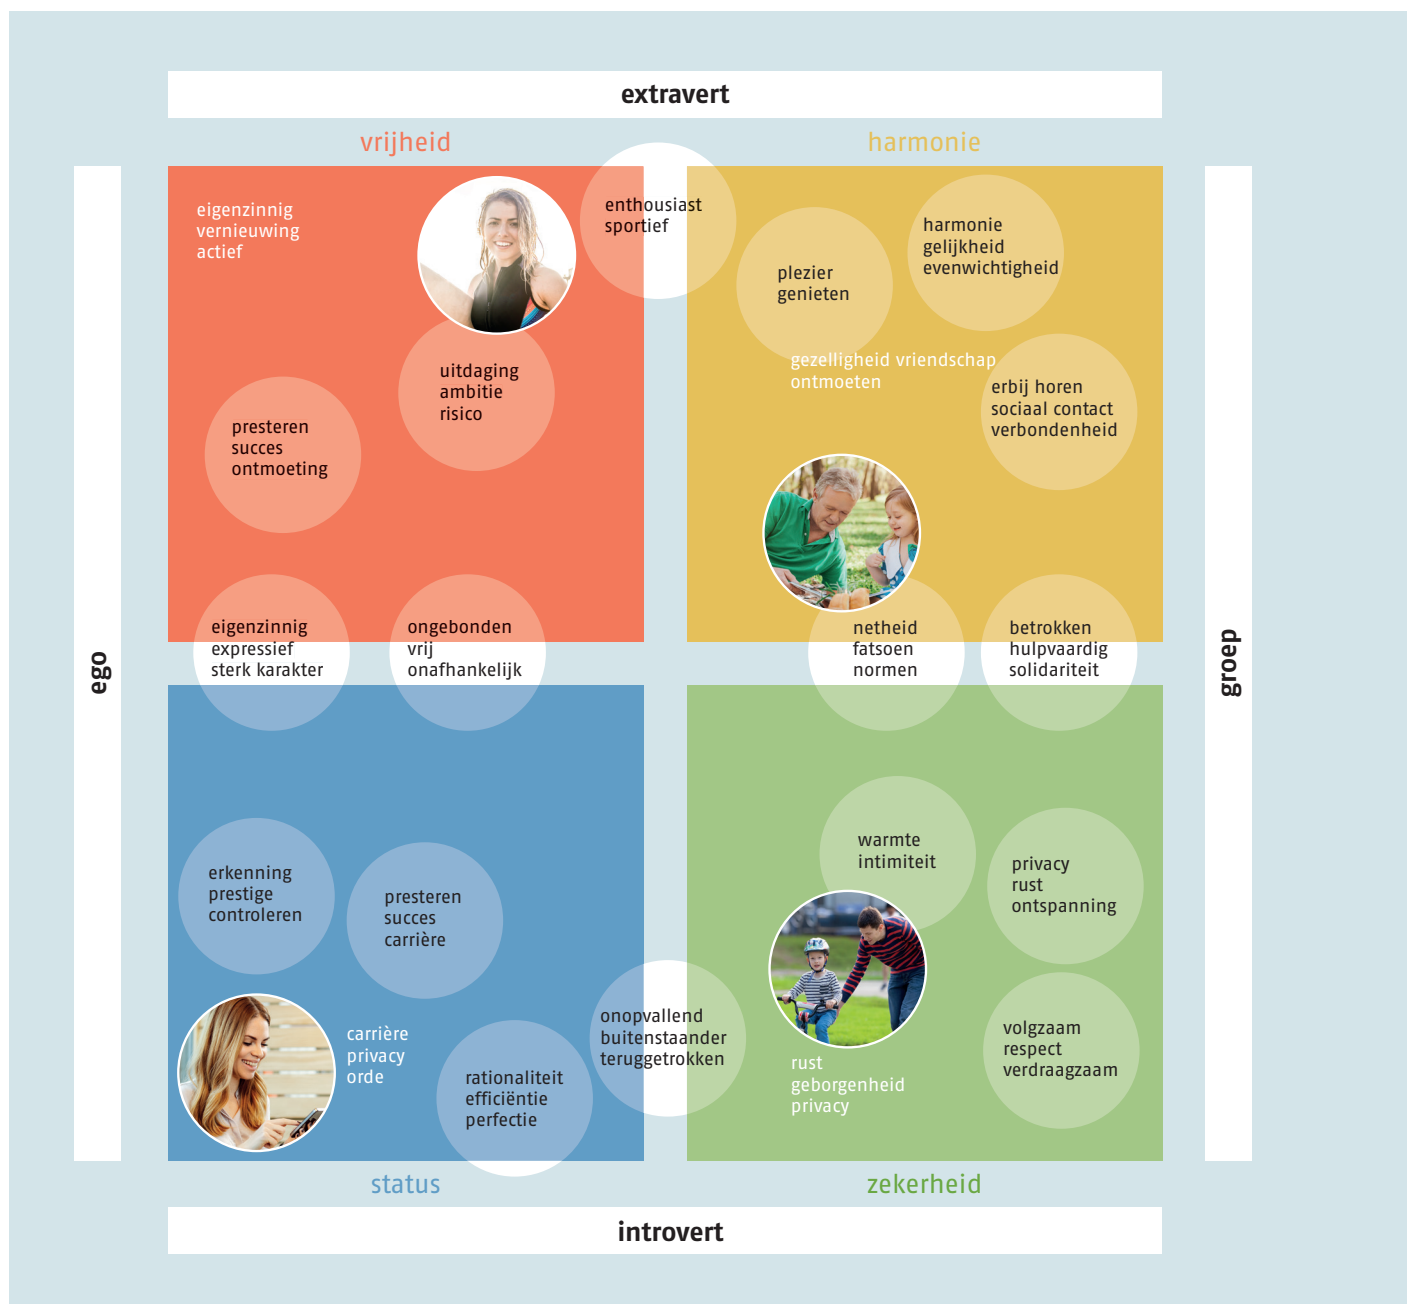 extravert
vrijheid
harmonie
eigenzinnig
vernieuwing
actief
enthousiast
sportief
plezier
genieten
harmonie
gelijkheid
evenwichtigheid
uitdaging
ambitie
risico
gezelligheid vriendschap
ontmoeten
erbij horen
sociaal contact
verbondenheid
presteren
succes
ontmoeting
ego
groep
eigenzinnig
expressief
sterk karakter
ongebonden
vrij
onafhankelijk
netheid
fatsoen
normen
betrokken
hulpvaardig
solidariteit
erkenning
prestige
controleren
presteren
succes
carrière
warmte
intimiteit
privacy
rust
ontspanning
carrière
privacy
orde
rationaliteit
efficiëntie
perfectie
onopvallend
buitenstaander
teruggetrokken
rust
geborgenheid
privacy
volgzaam
respect
verdraagzaam
status
zekerheid
introvert